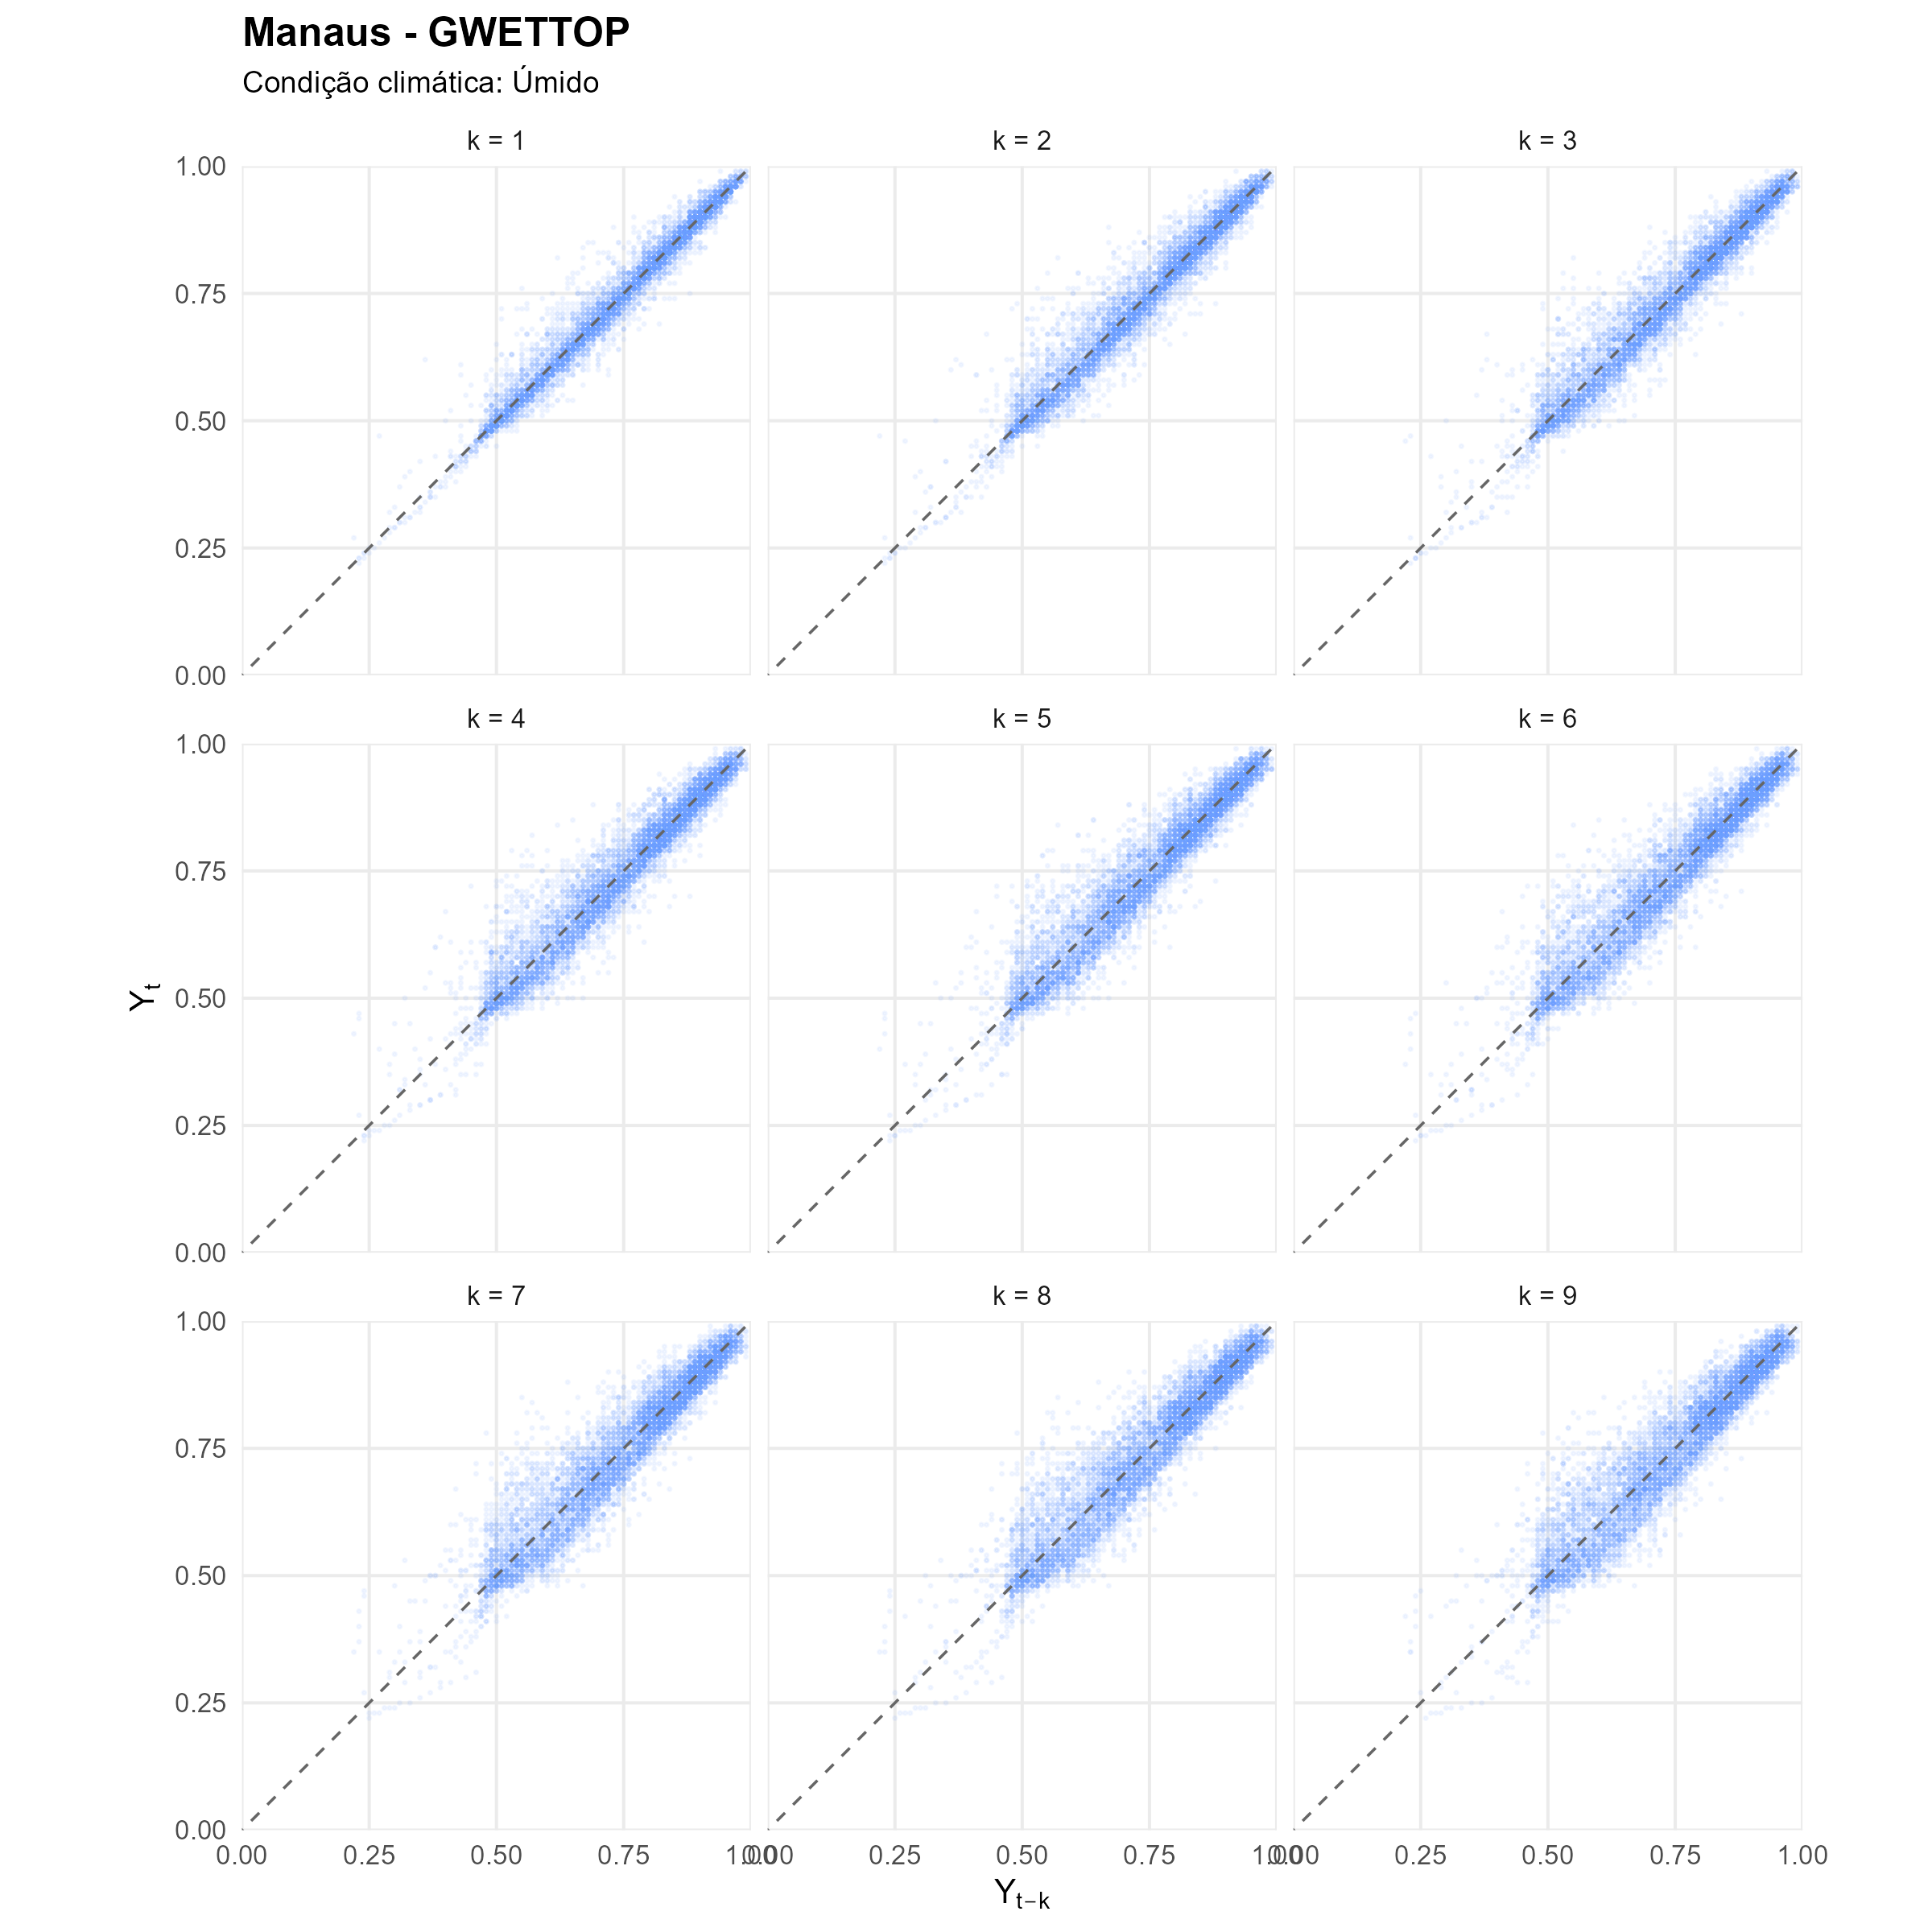 Manaus - GWETTOP
Condição climática: Úmido
k = 1
k = 2
k = 3
1.00
0.75
0.50
0.25
0.00
k = 4
k = 5
k = 6
1.00
0.75
0.50
0.25
0.00
Yt
k = 7
k = 8
k = 9
1.00
0.75
0.50
0.25
0.00
0.00 0.25 0.50 0.75 1.00 0.00 0.25 0.50 0.75 1.00 0.00 0.25 0.50 0.75 1.00
Yt−k